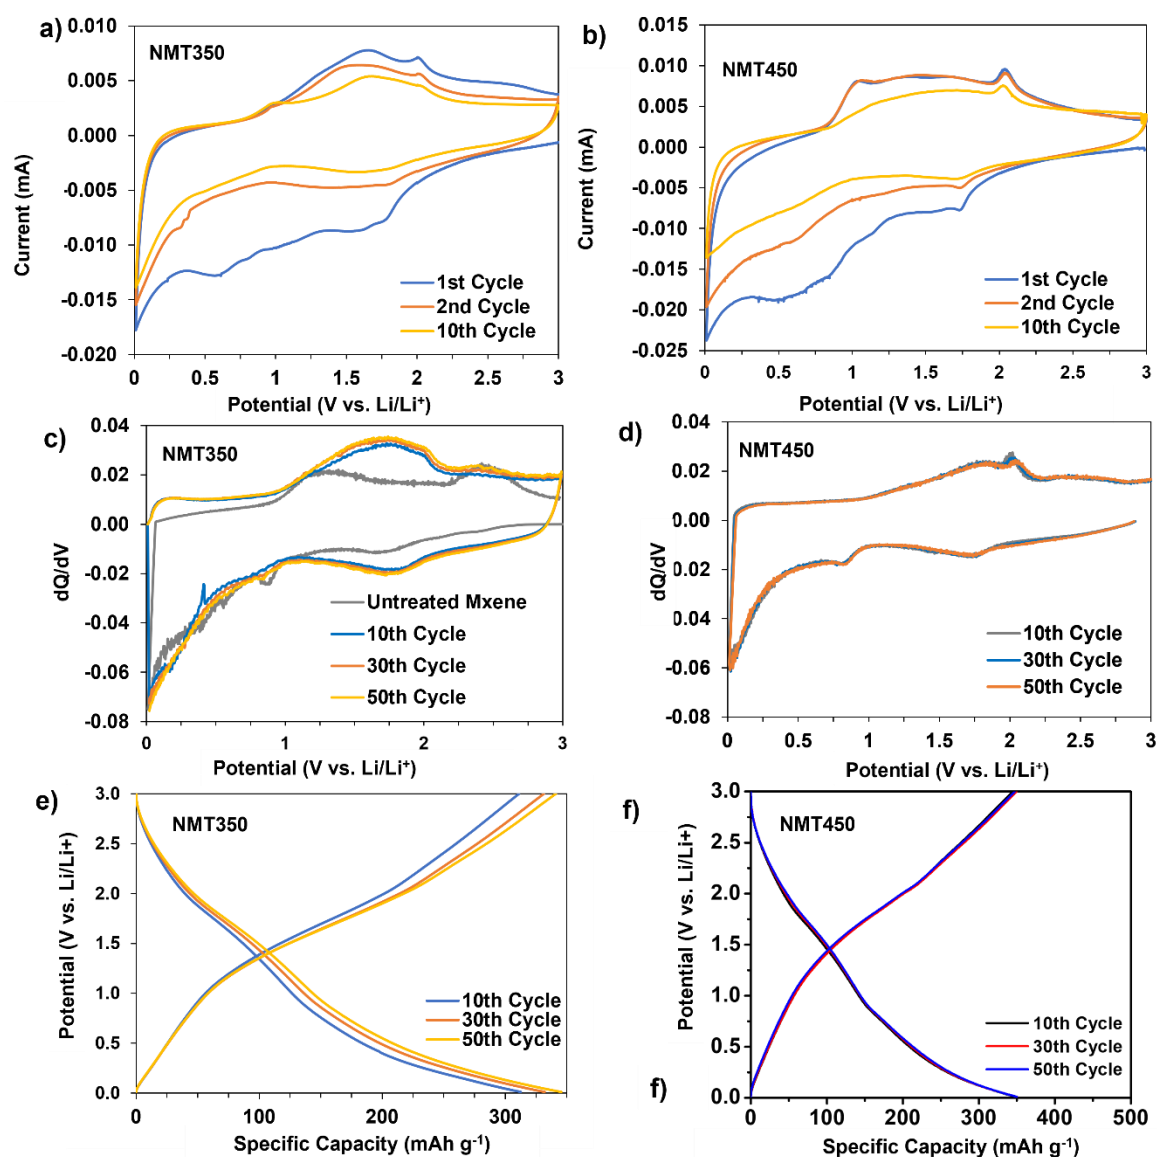 a)
NMT350
0.010
0.005
0.000
-0.005
-0.010
-0.015
-0.020
Current (mA)
1st Cycle
2nd Cycle
10th Cycle
0 0.5 1 1.5 2 2.5 3
Potential (V vs. Li/Li⁺)
b)
NMT450
0.015
0.010
0.005
0.000
-0.005
-0.010
-0.015
-0.020
-0.025
Current (mA)
1st Cycle
2nd Cycle
10th Cycle
0 0.5 1 1.5 2 2.5 3
Potential (V vs. Li/Li⁺)
c)
NMT350
0.04
0.02
0.00
-0.02
-0.04
-0.06
-0.08
dQ/dV
Untreated Mxene
10th Cycle
30th Cycle
50th Cycle
0 1 2 3
Potential (V vs. Li/Li⁺)
d)
NMT450
0.04
0.02
0.00
0.02
-0.04
-0.06
-0.08
dQ/dV
10th Cycle
30th Cycle
50th Cycle
0 0.5 1 1.5 2 2.5 3
Potential (V vs. Li/Li⁺)
e)
NMT350
3.0
2.5
2.0
1.5
1.0
0.5
0.0
Potential (V vs. Li/Li+)
10th Cycle
30th Cycle
50th Cycle
0 100 200 300
Specific Capacity (mAh g⁻¹)
f)
NMT450
3.0
2.5
2.0
1.5
1.0
0.5
0.0
Potential (V vs. Li/Li+)
10th Cycle
30th Cycle
50th Cycle
f)
0 100 200 300 400 500
Specific Capacity (mAh g⁻¹)